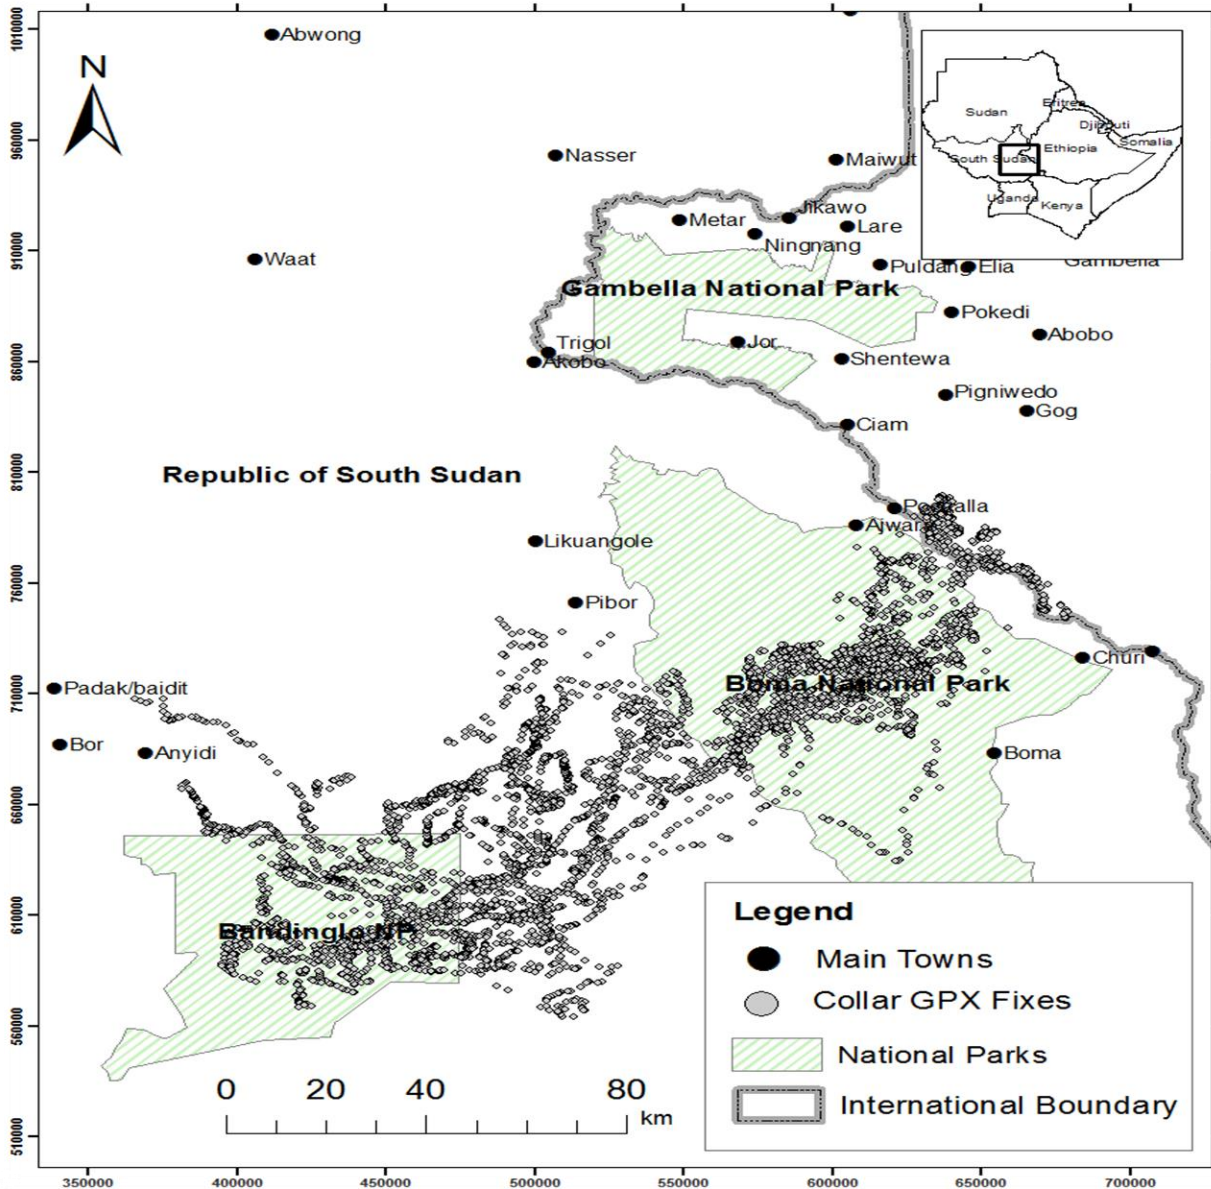 N
Abwong
Nasser
Maiwut
Metar
Jikawo
Lare
Ningnang
Waat
Puldang
Elia
Gambella
Gambella National Park
Pokedi
Abobo
Trigol
Akobo
Jor
Shentewa
Pigniwedo
Gog
Ciam
Republic of South Sudan
Ajwara
Likuangole
Pibor
Churi
Boma National Park
Padak/baidit
Bor
Anyidi
Boma
Bandinglo NP
Sudan
Eritrea
Djibouti
Somalia
Ethiopia
South Sudan
Uganda
Kenya
Legend
Main Towns
Collar GPX Fixes
National Parks
International Boundary
0 20 40 80
km
1010000
960000
910000
860000
810000
760000
710000
660000
610000
560000
510000
350000 400000 450000 500000 550000 600000 650000 700000